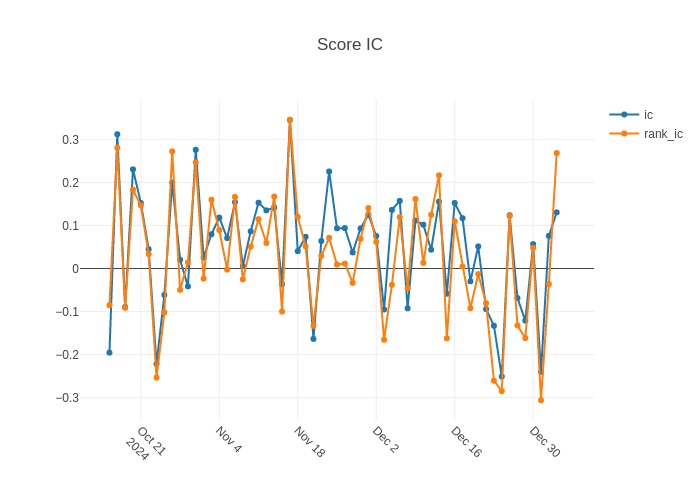 Score IC
ic
rank_ic
0.3
0.2
0.1
0
−0.1
−0.2
−0.3
Oct 21
2024
Nov 4
Nov 18
Dec 2
Dec 16
Dec 30